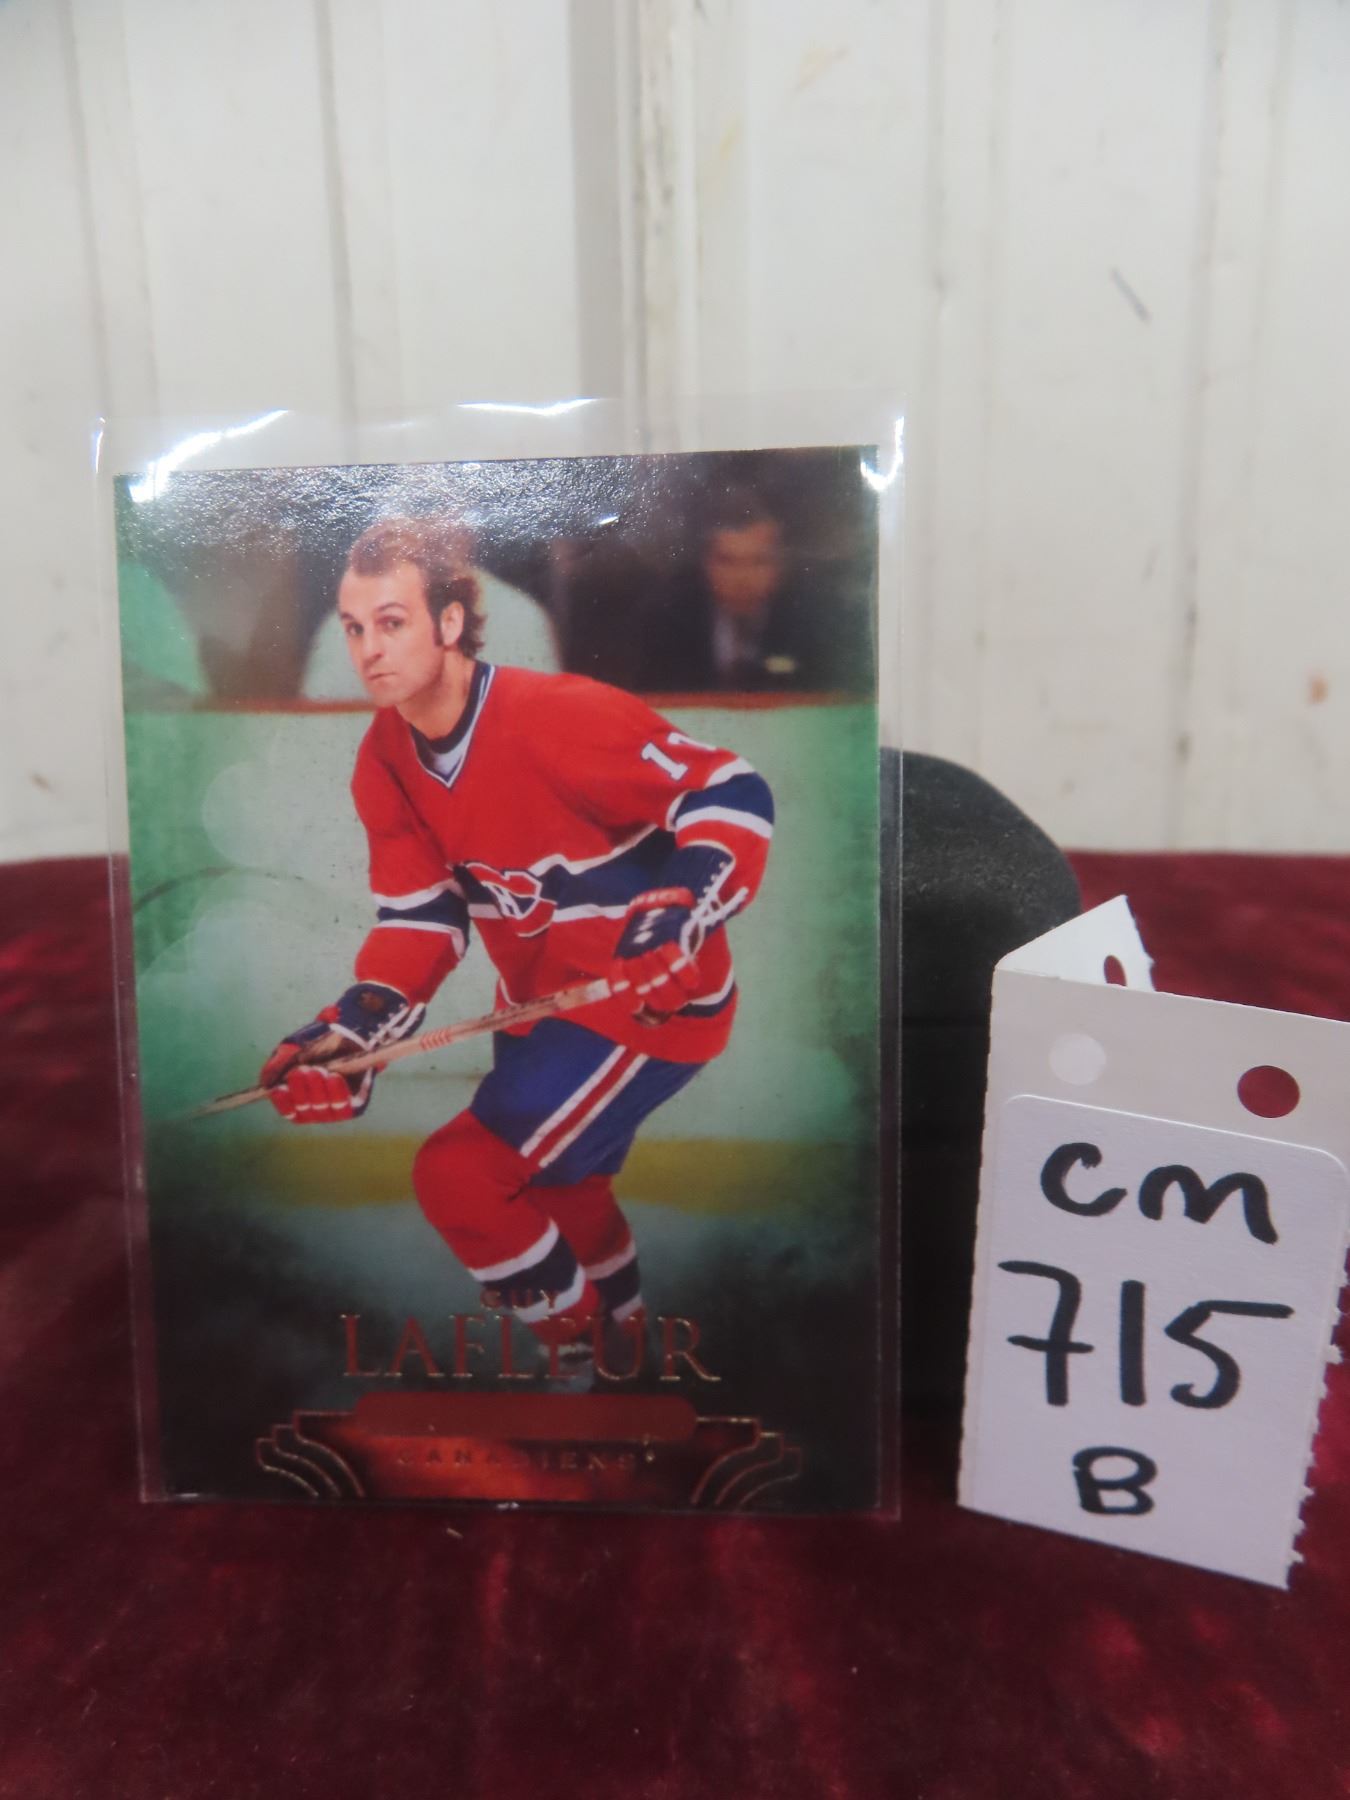 11
GUY
LAFLEUR
CANADIENS
CM
715
B